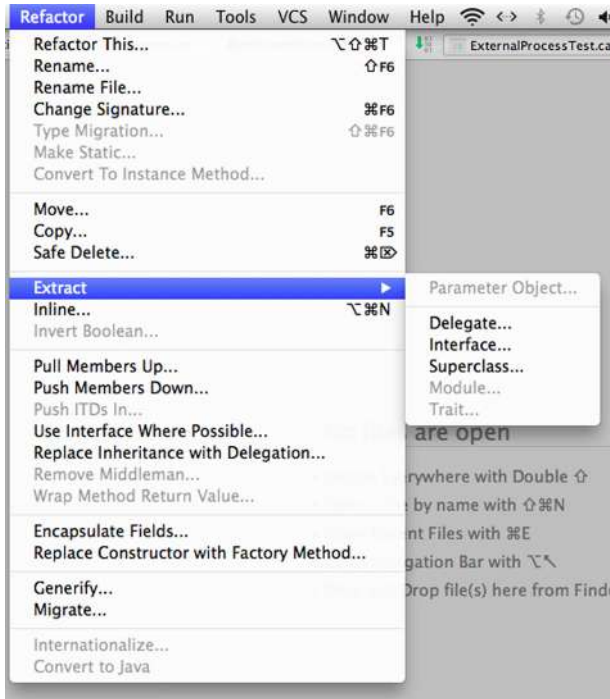 Refactor Build Run Tools VCS Window Help
Refactor This... ⌥⇧⌘T
Rename... ⇧F6
Rename File...
Change Signature... ⌘F6
Type Migration... ⇧⌘F6
Make Static...
Convert To Instance Method...
Move... F6
Copy... F5
Safe Delete... ⌘⌦
Extract ▶
Inline... ⌥⌘N
Invert Boolean...
Pull Members Up...
Push Members Down...
Push ITDs In...
Use Interface Where Possible...
Replace Inheritance with Delegation...
Remove Middleman...
Wrap Method Return Value...
Encapsulate Fields...
Replace Constructor with Factory Method...
Generify...
Migrate...
Internationalize...
Convert to Java
Parameter Object...
Delegate...
Interface...
Superclass...
Module...
Trait...
ExternalProcessTest.ca
are open
erywhere with Double ⇧
by name with ⇧⌘N
nt Files with ⌘E
gation Bar with ⌥↖
Drop file(s) here from Finde